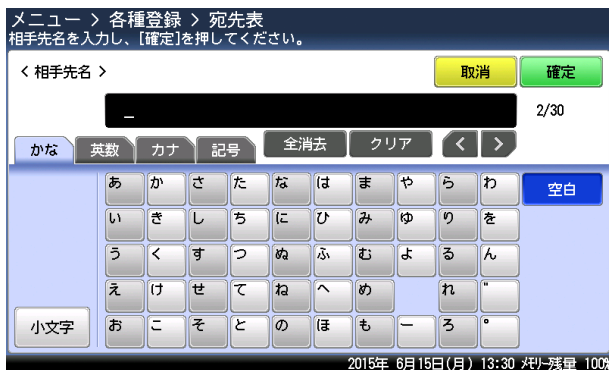 メニュー > 各種登録 > 宛先表
相手先名を入力し、[確定]を押してください。
< 相手先名 > 取消 確定
_ 2/30
かな 英数 カナ 記号 全消去 クリア < >
あ か さ た な は ま や ら わ 空白
い き し ち に ひ み ゆ り を
う く す つ ぬ ふ む よ る ん
え け せ て ね へ め れ ゛
小文字 お こ そ と の ほ も ー ろ ゜
2015年 6月15日(月) 13:30 メモリー残量 100%